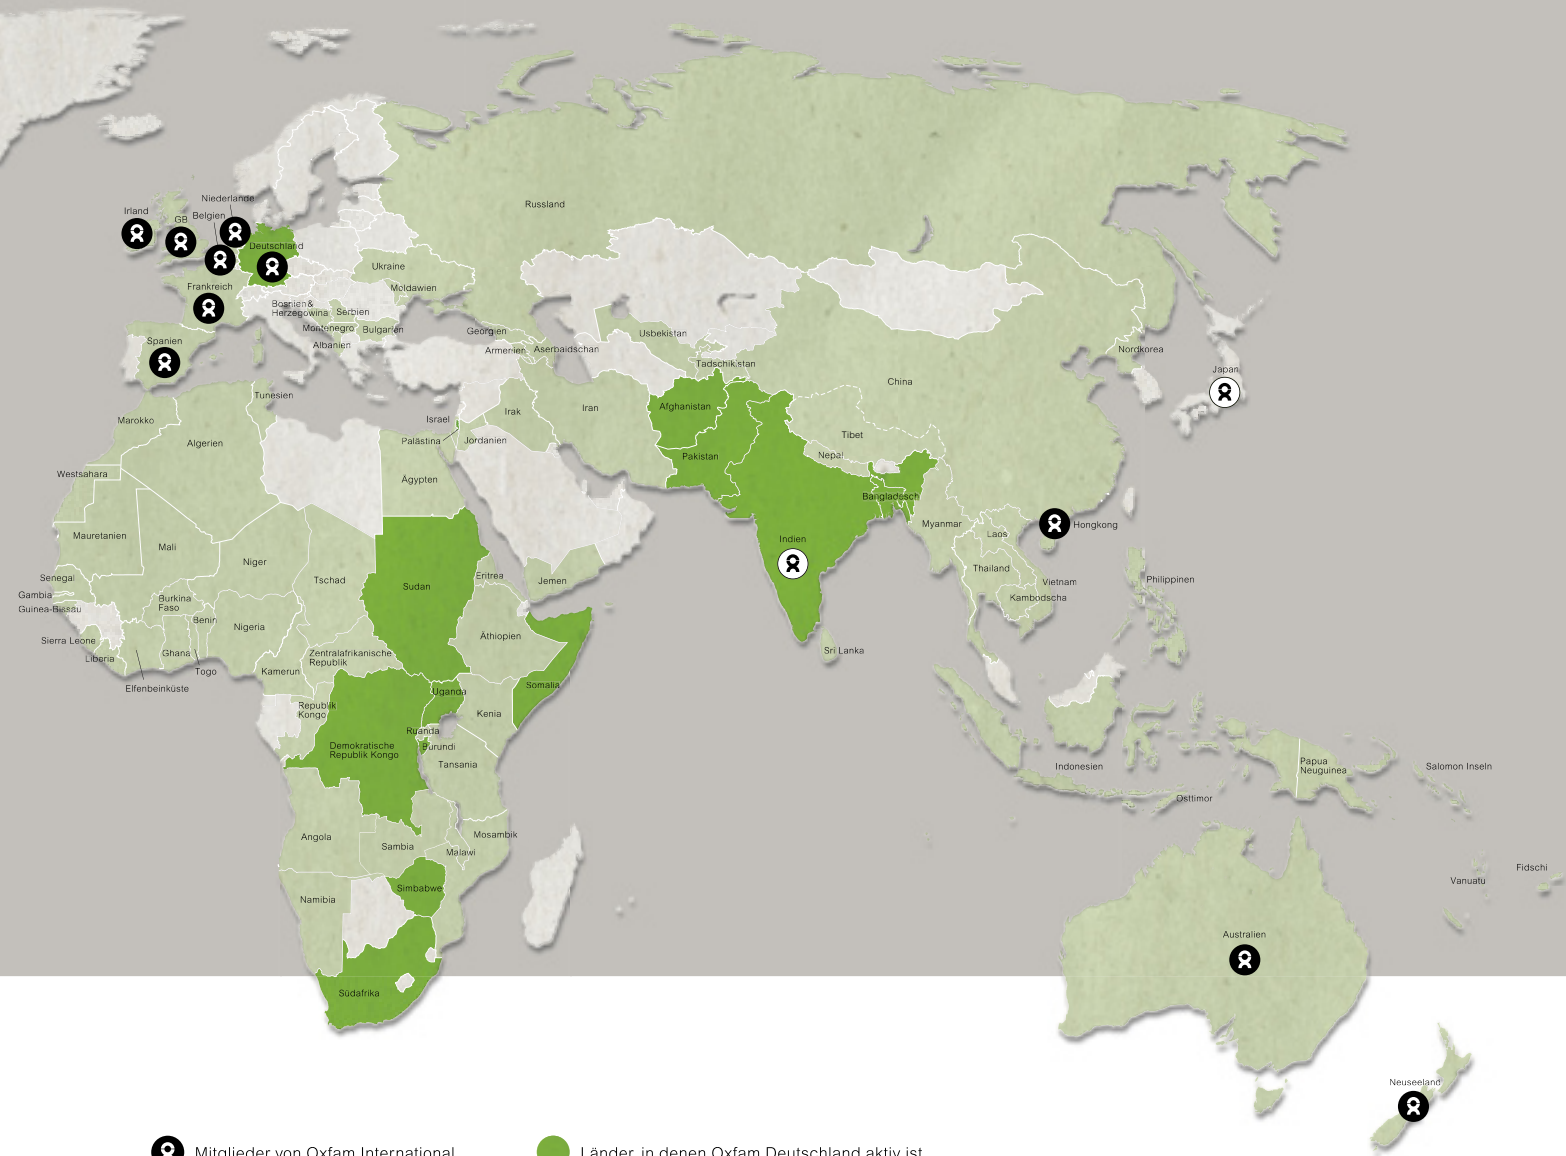 Russland
Niederlande
Irland
GB
Belgien
Deutschland
Ukraine
Frankreich
Moldawien
Bosnien &
Herzegowina
Serbien
Montenegro
Bulgarien
Georgien
Usbekistan
Spanien
Albanien
Armenien
Aserbaidschan
Tadschikistan
Nordkorea
Japan
China
Tunesien
Iran
Afghanistan
Marokko
Israel
Irak
Algerien
Palästina
Jordanien
Tibet
Nepal
Pakistan
Westsahara
Ägypten
Bangladesch
Mauretanien
Mali
Myanmar
Hongkong
Laos
Indien
Niger
Thailand
Senegal
Tschad
Sudan
Eritrea
Jemen
Vietnam
Philippinen
Gambia
Burkina
Faso
Kambodscha
Guinea-Bissau
Benin
Nigeria
Äthiopien
Sierra Leone
Ghana
Zentralafrikanische
Republik
Sri Lanka
Liberia
Togo
Kamerun
Elfenbeinküste
Uganda
Somalia
Republik
Kongo
Kenia
Ruanda
Demokratische
Republik Kongo
Burundi
Tansania
Indonesien
Papua
Neuguinea
Salomon Inseln
Osttimor
Angola
Sambia
Mosambik
Malawi
Fidschi
Vanuatu
Simbabwe
Namibia
Australien
Südafrika
Neuseeland
Mitglieder von Oxfam International
Länder, in denen Oxfam Deutschland aktiv ist